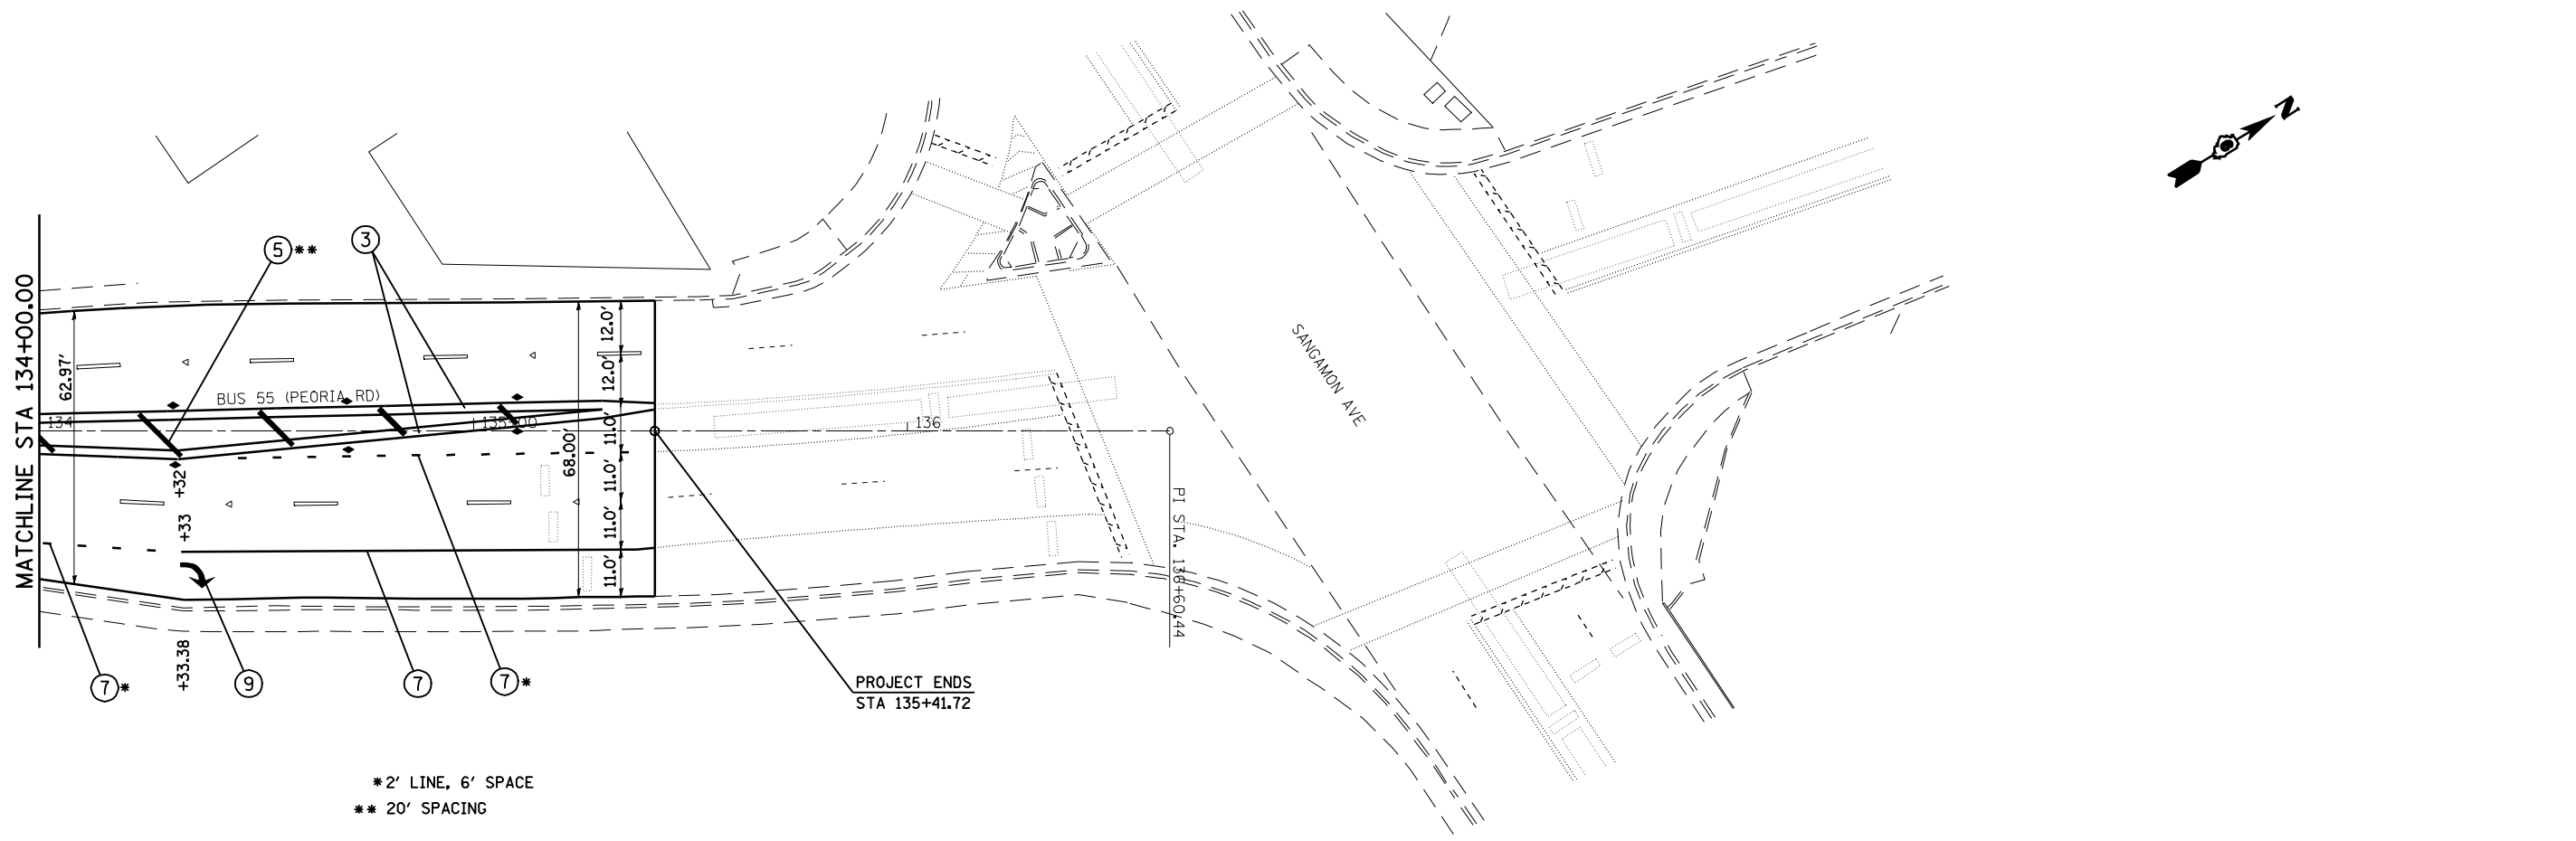 N
5**
3
MATCHLINE STA 134+00.00
62.97'
12.0'
12.0'
11.0'
11.0'
11.0'
11.0'
68.00'
BUS 55 (PEORIA RD)
134
135+00
136
+32
+33
+33.38
SANGAMON AVE
PI STA. 136+60.44
7*
9
7
7*
PROJECT ENDS
STA 135+41.72
*2' LINE, 6' SPACE
** 20' SPACING